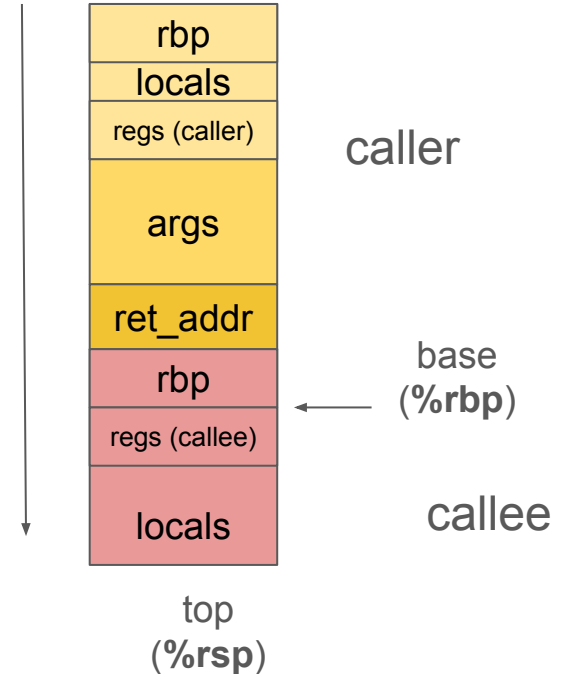 rbp
locals
regs (caller)
caller
args
ret_addr
rbp
base
(%rbp)
regs (callee)
locals
callee
top
(%rsp)